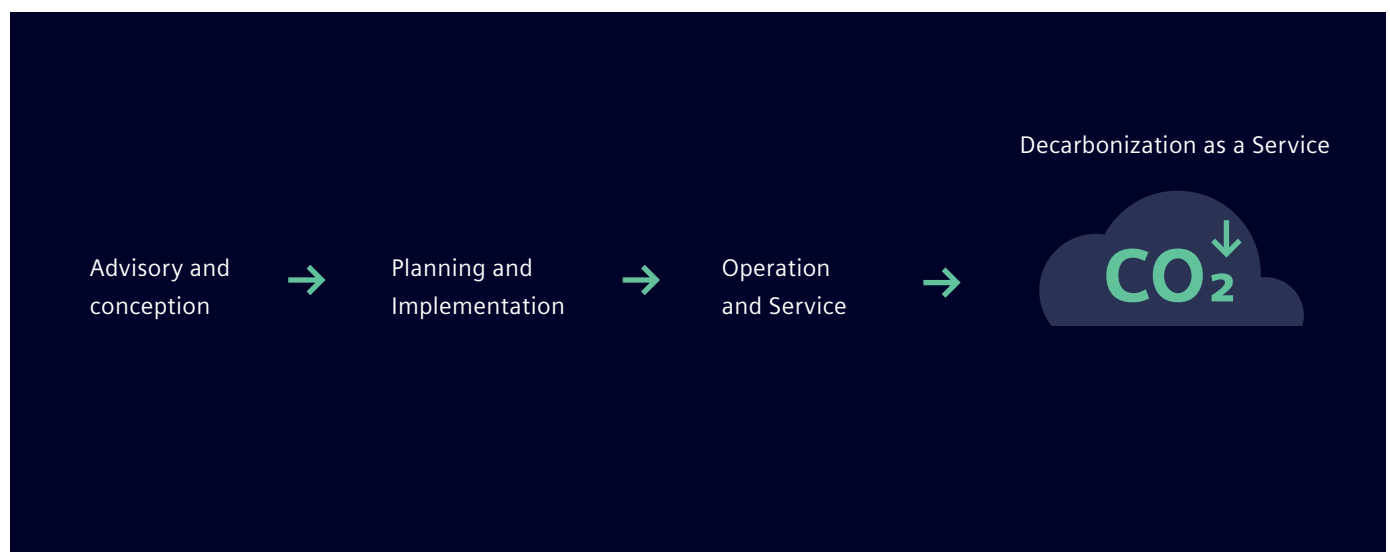 Decarbonization as a Service
Advisory and
conception
Planning and
Implementation
Operation
and Service
CO₂